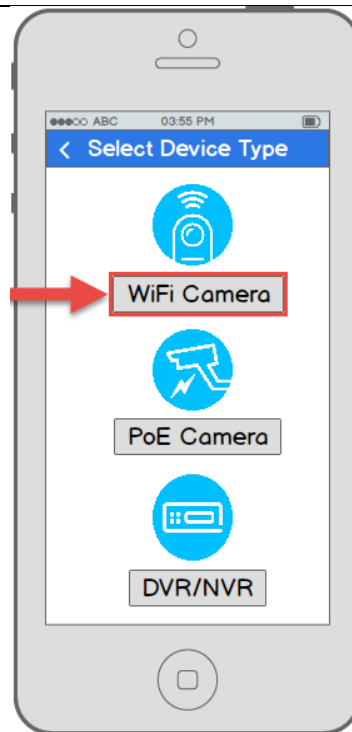 ABC 03:55 PM
< Select Device Type
WiFi Camera
PoE Camera
DVR/NVR